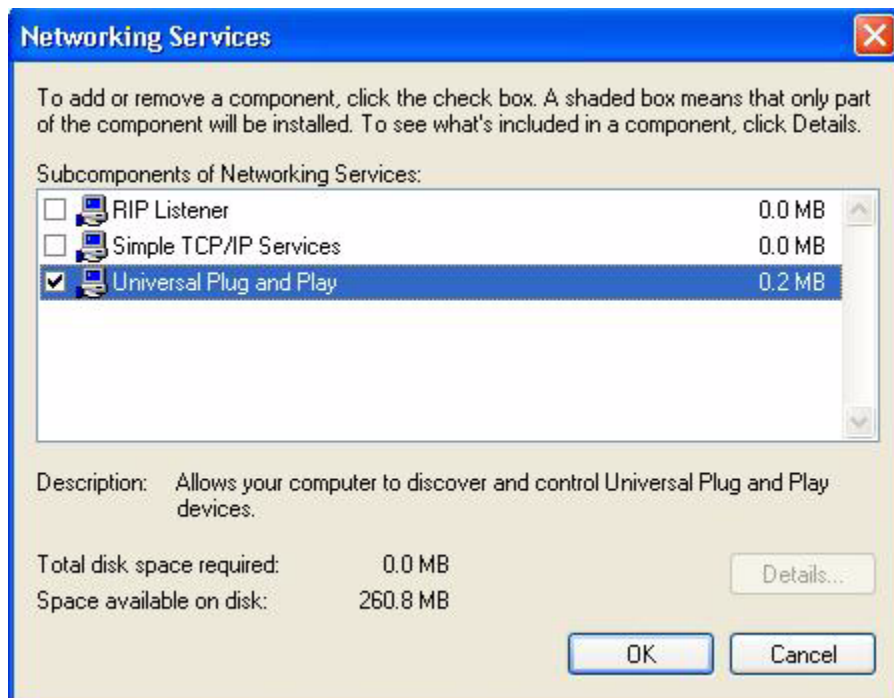 Networking Services
To add or remove a component, click the check box. A shaded box means that only part
of the component will be installed. To see what's included in a component, click Details.
Subcomponents of Networking Services:
RIP Listener 0.0 MB
Simple TCP/IP Services 0.0 MB
Universal Plug and Play 0.2 MB
Description: Allows your computer to discover and control Universal Plug and Play
devices.
Total disk space required: 0.0 MB
Details...
Space available on disk: 260.8 MB
OK Cancel